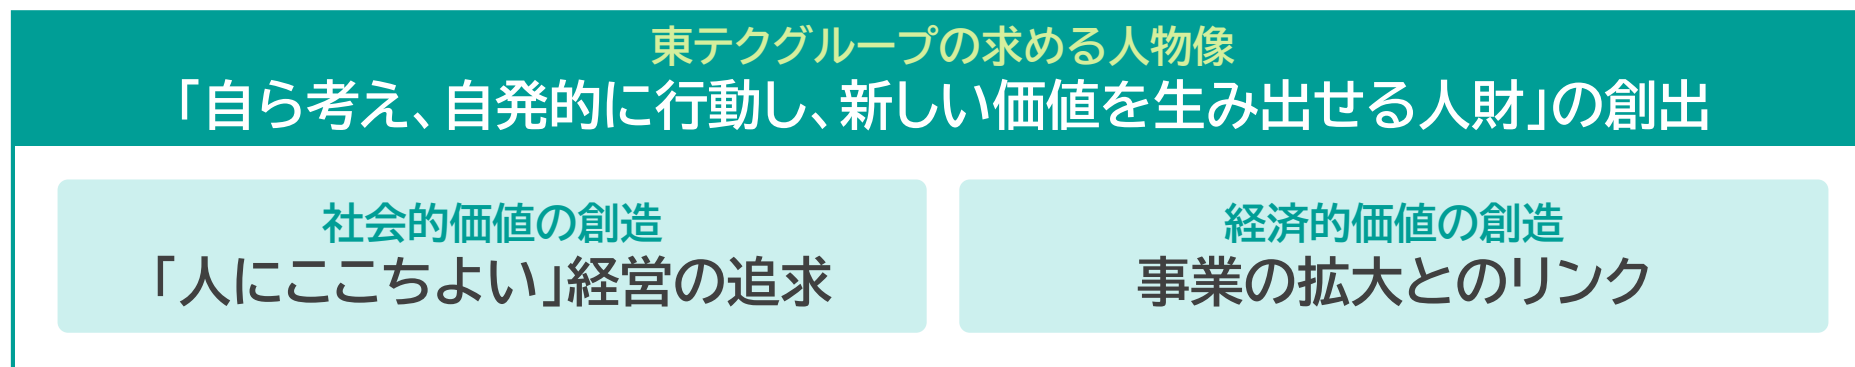 東テクグループの求める人物像
「自ら考え、自発的に行動し、新しい価値を生み出せる人財」の創出
社会的価値の創造
「人にここちよい」経営の追求
経済的価値の創造
事業の拡大とのリンク